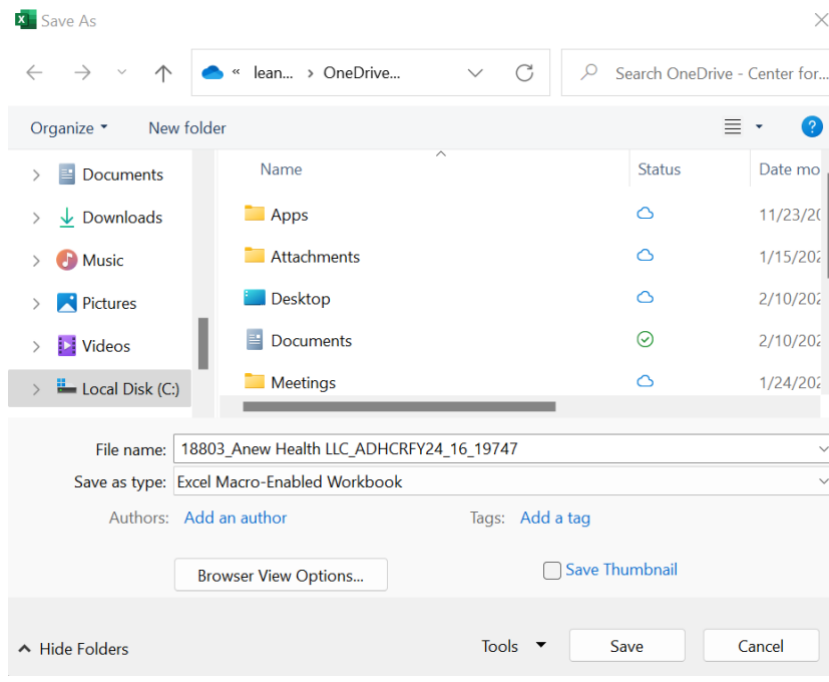 Save As
« lean... › OneDrive...
Search OneDrive - Center for...
Organize
New folder
Name
Status
Date mo
Documents
Downloads
Music
Pictures
Videos
Local Disk (C:)
Apps 11/23/20
Attachments 1/15/202
Desktop 2/10/202
Documents 2/10/202
Meetings 1/24/202
File name: 18803_Anew Health LLC_ADHCRFY24_16_19747
Save as type: Excel Macro-Enabled Workbook
Authors: Add an author Tags: Add a tag
Browser View Options...
Save Thumbnail
Hide Folders
Tools
Save
Cancel